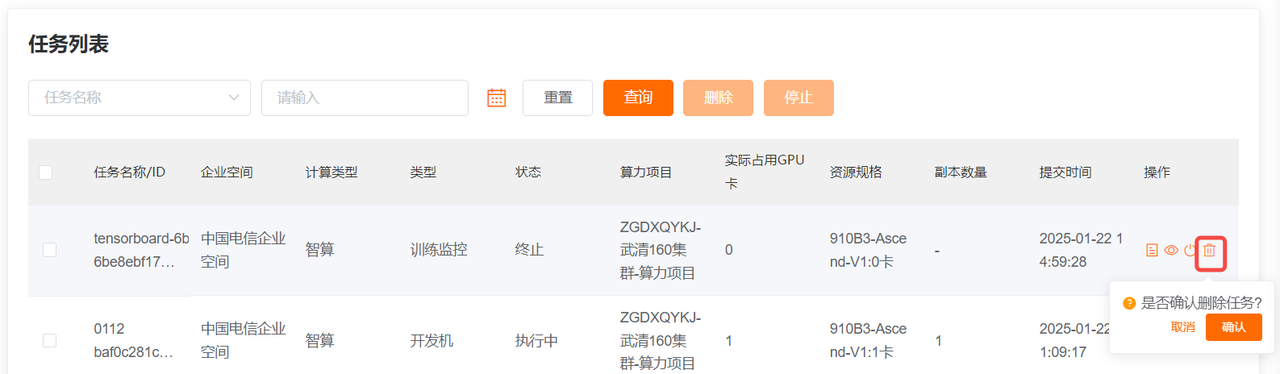 任务列表
任务名称 请输入 重置 查询 删除 停止
任务名称/ID 企业空间 计算类型 类型 状态 算力项目 实际占用GPU 资源规格 副本数量 提交时间 操作
卡
tensorboard-6b 中国电信企业 智算 训练监控 终止 ZGDXQYKJ- 0 910B3-Asce - 2025-01-22 1
6be8ebf17... 空间 武清160集 nd-V1:0卡 4:59:28
群-算力项目
是否确认删除任务?
取消 确认
0112 中国电信企业 智算 开发机 执行中 ZGDXQYKJ- 1 910B3-Asce 1 2025-01-22
baf0c281c... 空间 武清160集 nd-V1:1卡 1:09:17
群-算力项目